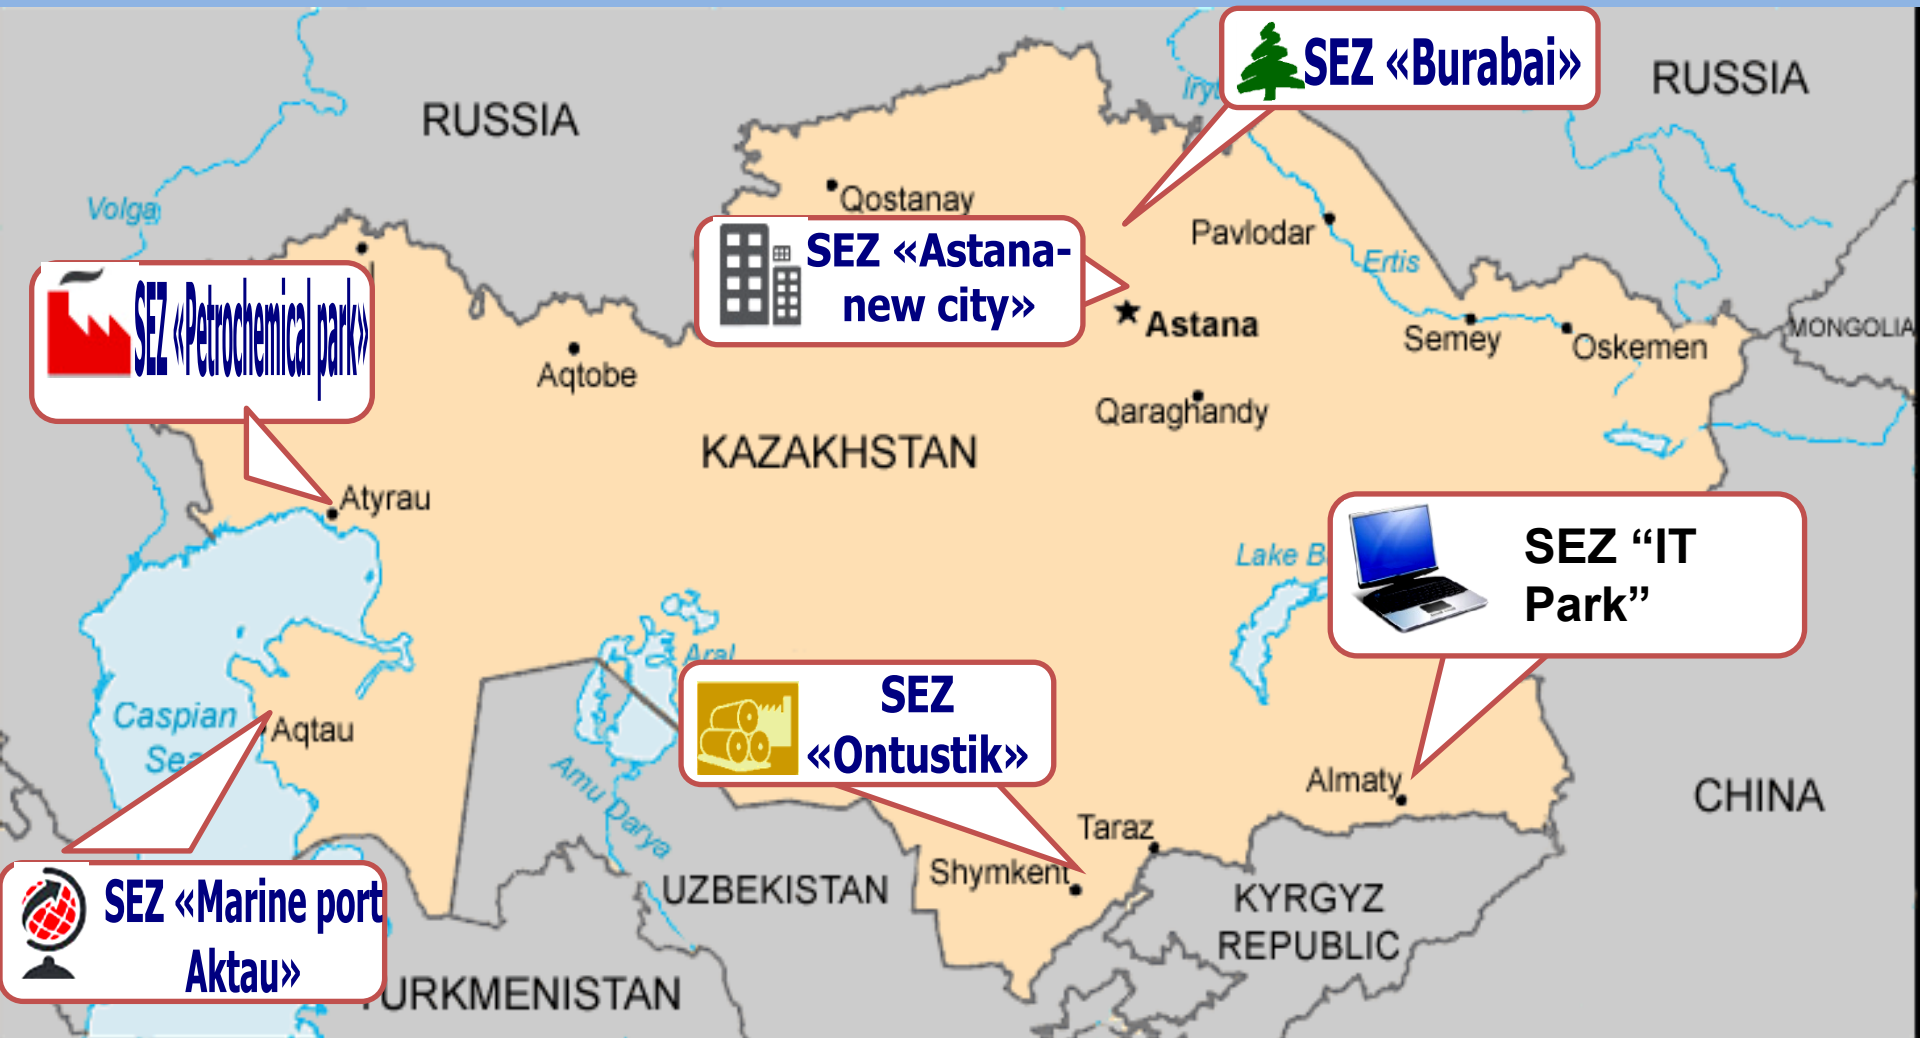 SEZ «Burabai»
RUSSIA
RUSSIA
Volga
Qostanay
Pavlodar
Ertis
SEZ «Astana-
new city»
Astana
SEZ «Petrochemical park»
Semey
Oskemen
MONGOLIA
Aqtobe
Qaraghandy
KAZAKHSTAN
Atyrau
SEZ “IT
Park”
Lake B
Aral
SEZ
«Ontustik»
Caspian
Sea
Aqtau
Amu Darya
Almaty
CHINA
Taraz
Shymkent
UZBEKISTAN
KYRGYZ
REPUBLIC
SEZ «Marine port
Aktau»
TURKMENISTAN